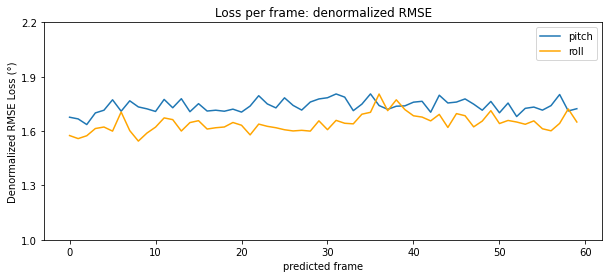 Loss per frame: denormalized RMSE
2.2
1.9
1.6
1.3
1.0
Denormalized RMSE Loss (°)
pitch
roll
0 10 20 30 40 50 60
predicted frame